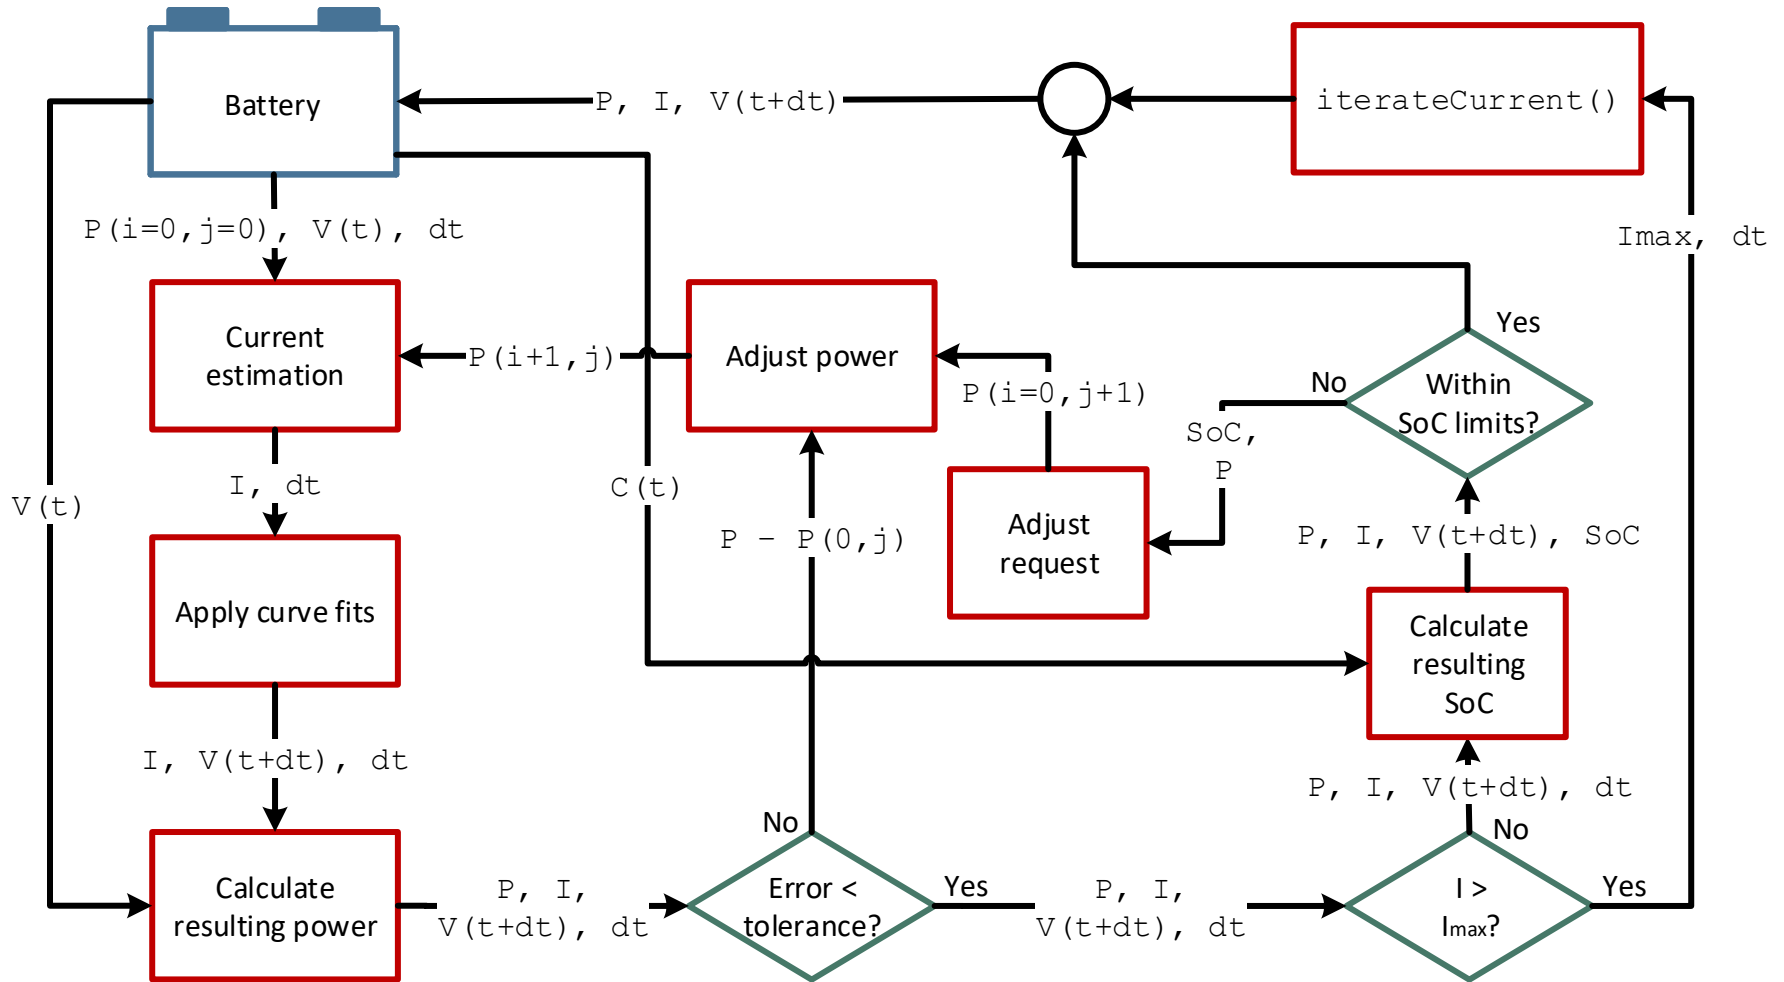 Battery
P, I, V(t+dt)
iterateCurrent()
P(i=0,j=0), V(t), dt
Imax, dt
Current
estimation
P(i+1,j)
Adjust power
P(i=0,j+1)
Yes
No
Within
SoC limits?
SoC,
P
I, dt
V(t)
C(t)
P – P(0,j)
Adjust
request
P, I, V(t+dt), SoC
Apply curve fits
Calculate
resulting
SoC
I, V(t+dt), dt
P, I, V(t+dt), dt
No
No
Calculate
resulting power
P, I,
V(t+dt), dt
Error <
tolerance?
Yes
P, I,
V(t+dt), dt
I >
Imax?
Yes